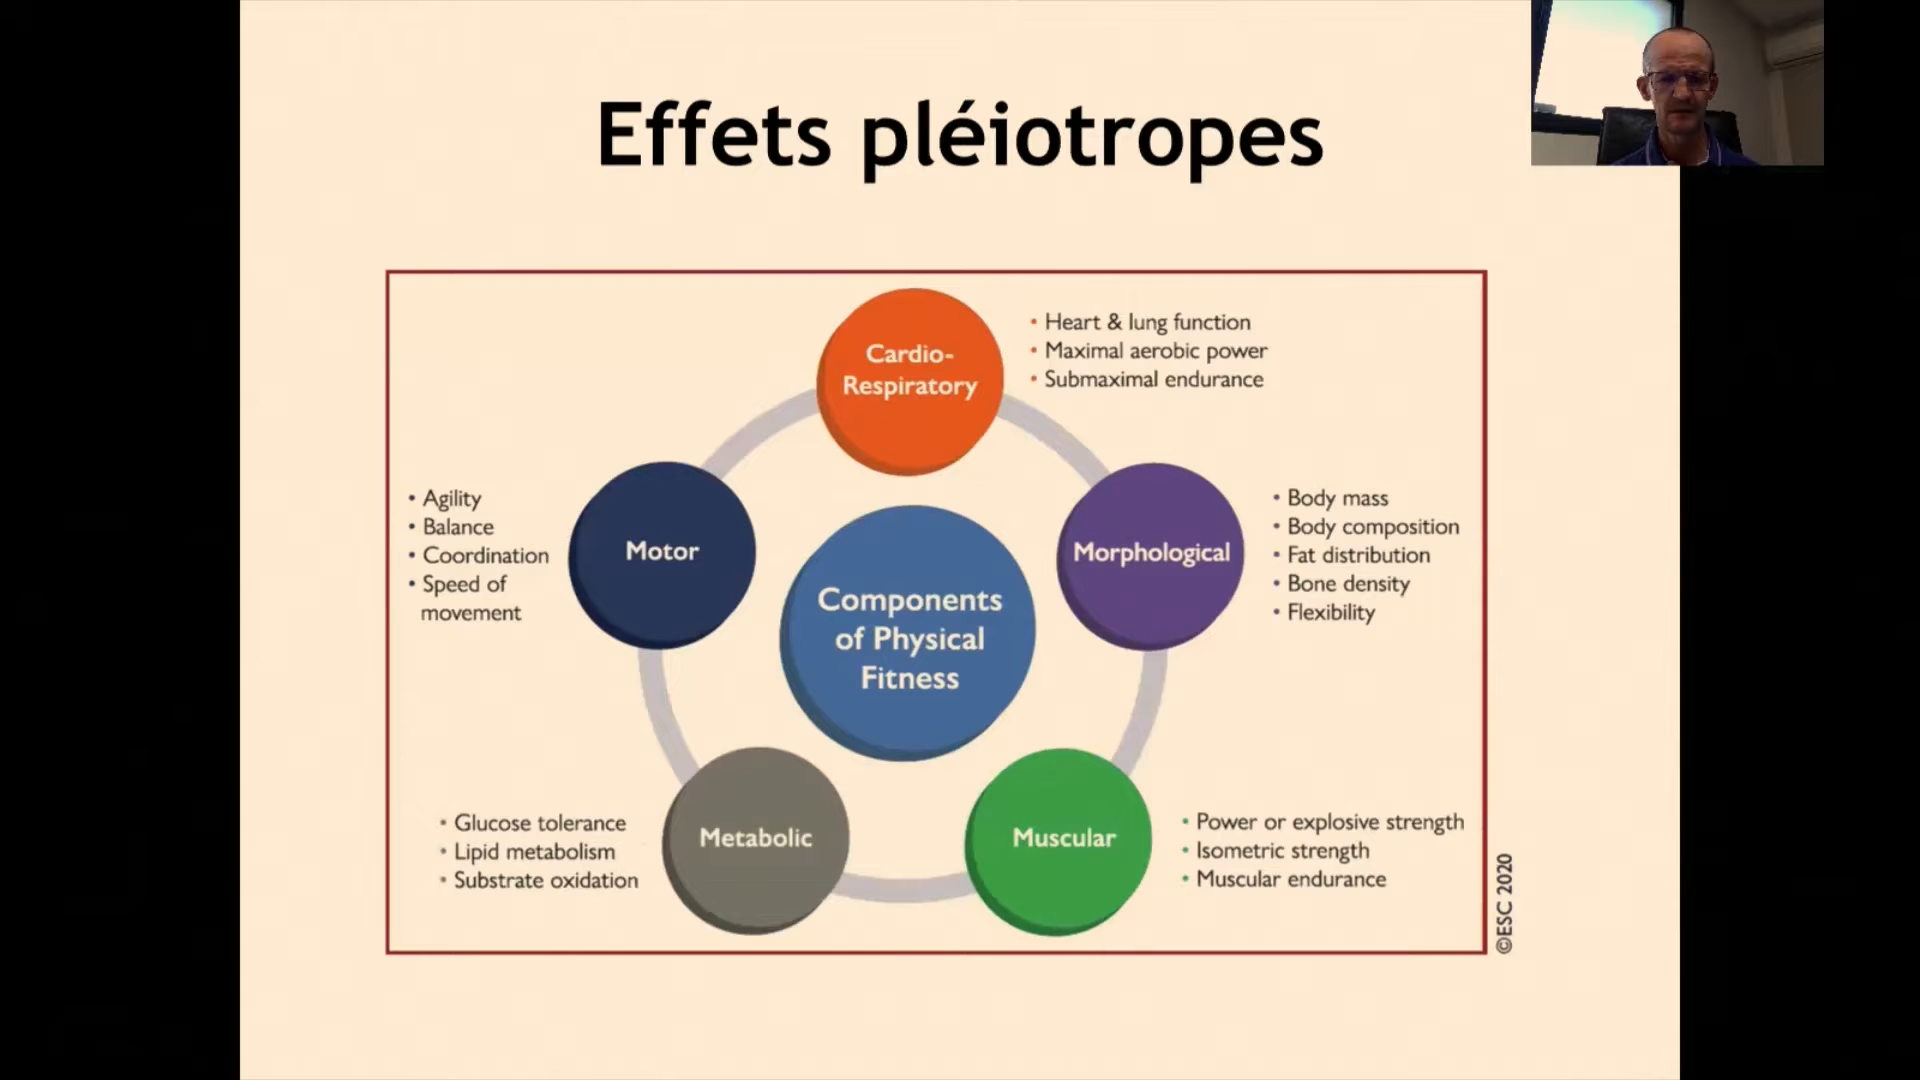 Effets pléiotropes
Cardio-
Respiratory
• Heart & lung function
• Maximal aerobic power
• Submaximal endurance
Motor
• Agility
• Balance
• Coordination
• Speed of
movement
Morphological
• Body mass
• Body composition
• Fat distribution
• Bone density
• Flexibility
Components
of Physical
Fitness
Metabolic
• Glucose tolerance
• Lipid metabolism
• Substrate oxidation
Muscular
• Power or explosive strength
• Isometric strength
• Muscular endurance
©ESC 2020